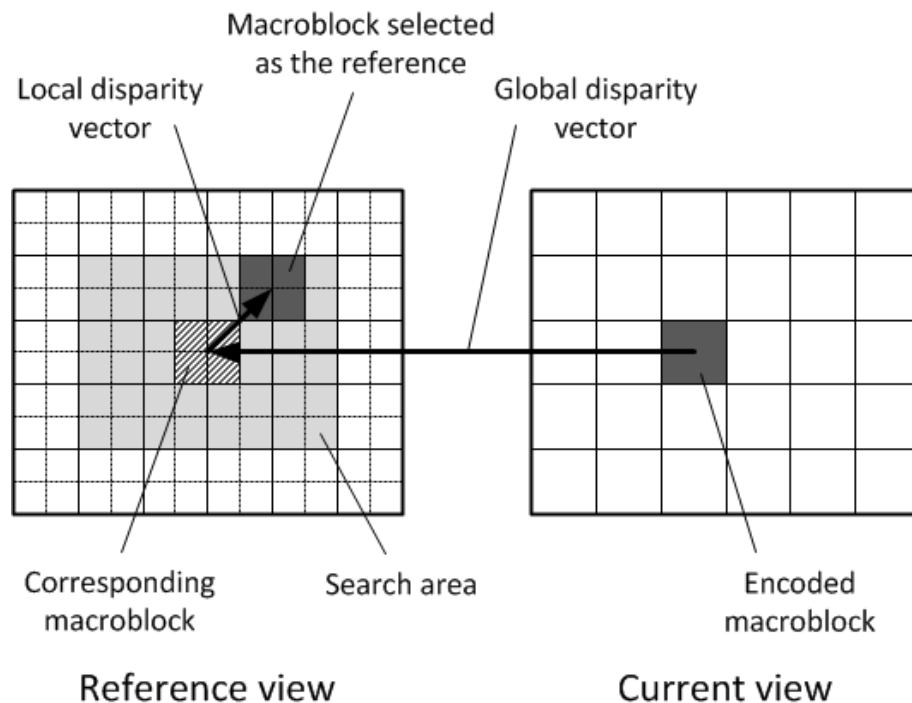 Macroblock selected
as the reference
Local disparity
vector
Global disparity
vector
Corresponding
macroblock
Search area
Encoded
macroblock
Reference view
Current view